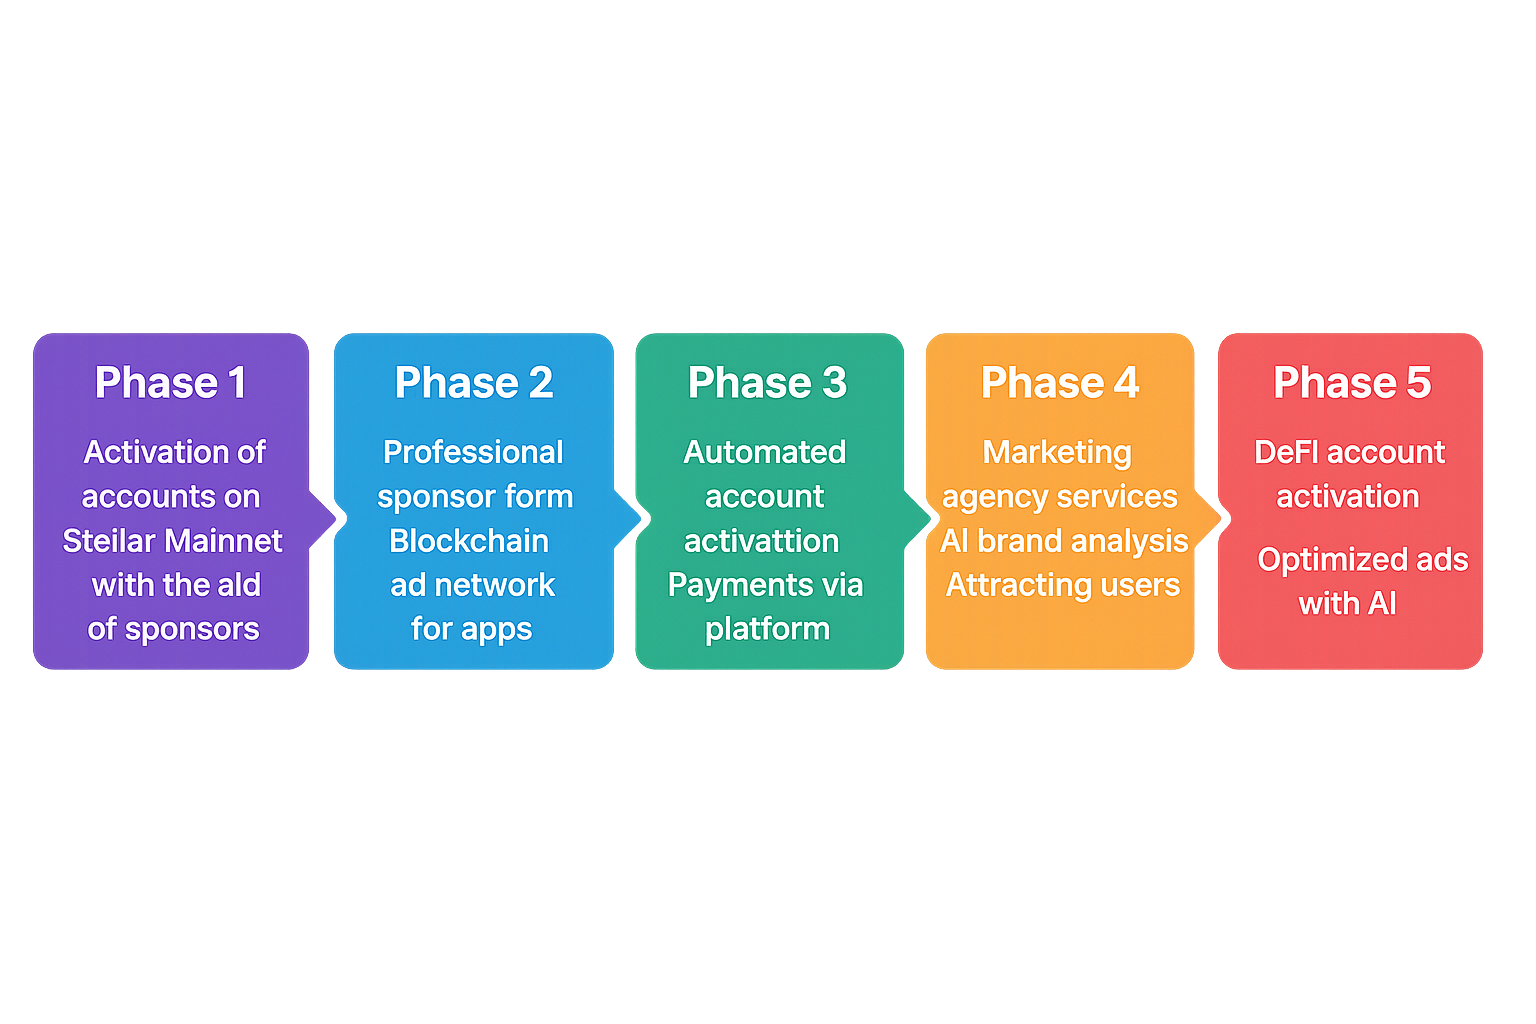 Phase 1
Activation of
accounts on
Steilar Mainnet
with the ald
of sponsors
Phase 2
Professional
sponsor form
Blockchain
ad network
for apps
Phase 3
Automated
account
activattion
Payments via
platform
Phase 4
Marketing
agency services
AI brand analysis
Attracting users
Phase 5
DeFI account
activation
Optimized ads
with AI